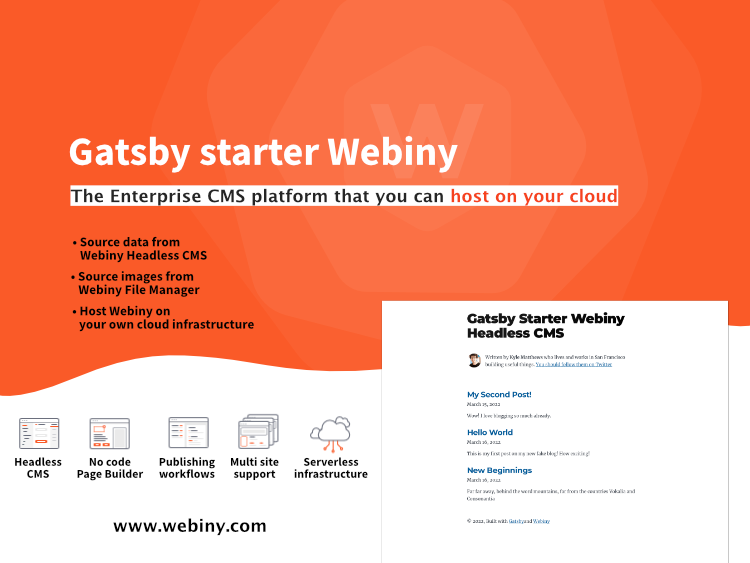 W
Gatsby starter Webiny
The Enterprise CMS platform that you can host on your cloud
• Source data from
Webiny Headless CMS
• Source images from
Webiny File Manager
• Host Webiny on
your own cloud infrastructure
Headless
CMS
No code
Page Builder
Publishing
workflows
Multi site
support
Serverless
infrastructure
www.webiny.com
Gatsby Starter Webiny
Headless CMS
Written by Kyle Matthews who lives and works in San Francisco
building useful things. You should follow them on Twitter
My Second Post!
March 25, 2022
Wow! I love blogging so much already.
Hello World
March 16, 2022
This is my first post on my new fake blog! How exciting!
New Beginnings
March 16, 2022
Far far away, behind the word mountains, far from the countries Vokalia and
Consonantia
© 2022, Built with Gatsby and Webiny